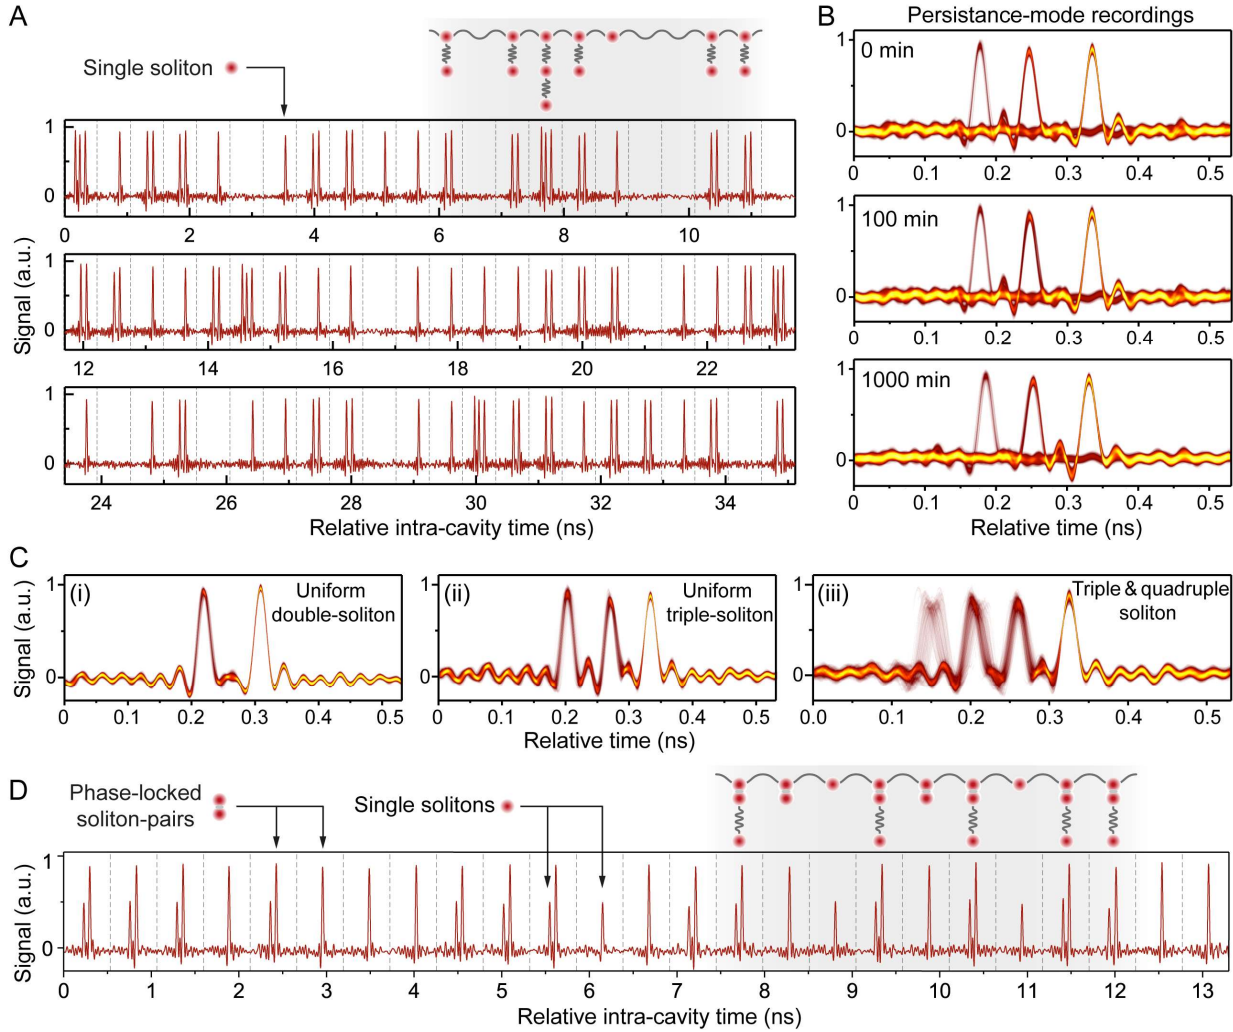 A
Single soliton
1
0
0 2 4 6 8 10
1
0
12 14 16 18 20 22
1
0
24 26 28 30 32 34
Signal (a.u.)
Relative intra-cavity time (ns)
B
Persistance-mode recordings
0 min
1
0
0 0.1 0.2 0.3 0.4 0.5
100 min
1
0
0 0.1 0.2 0.3 0.4 0.5
1000 min
1
0
0 0.1 0.2 0.3 0.4 0.5
Relative time (ns)
C
Signal (a.u.)
(i)
Uniform
double-soliton
1
0
0 0.1 0.2 0.3 0.4 0.5
(ii)
Uniform
triple-soliton
1
0
0 0.1 0.2 0.3 0.4 0.5
(iii)
Triple & quadruple
soliton
1
0
0.0 0.1 0.2 0.3 0.4 0.5
Relative time (ns)
D
Phase-locked
soliton-pairs
Single solitons
Signal (a.u.)
1
0
0 1 2 3 4 5 6 7 8 9 10 11 12 13
Relative intra-cavity time (ns)